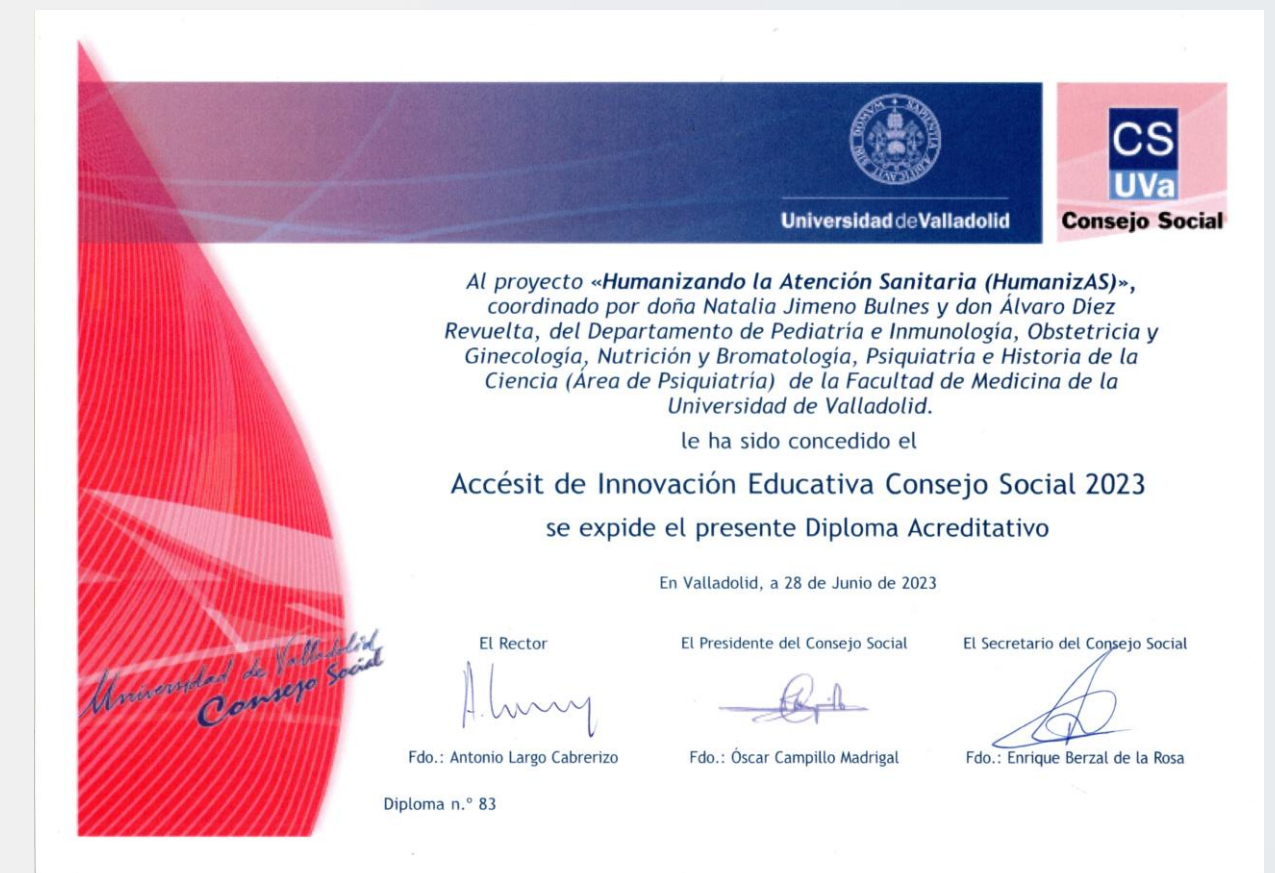 SIBI DOMVM SAPIENTIA AEDIFICAVIT
Universidad de Valladolid
CS
UVa
Consejo Social
Al proyecto «Humanizando la Atención Sanitaria (HumanizAS)»,
coordinado por doña Natalia Jimeno Bulnes y don Álvaro Díez
Revuelta, del Departamento de Pediatría e Inmunología, Obstetricia y
Ginecología, Nutrición y Bromatología, Psiquiatría e Historia de la
Ciencia (Área de Psiquiatría) de la Facultad de Medicina de la
Universidad de Valladolid.
le ha sido concedido el
Accésit de Innovación Educativa Consejo Social 2023
se expide el presente Diploma Acreditativo
En Valladolid, a 28 de Junio de 2023
El Rector
El Presidente del Consejo Social
El Secretario del Consejo Social
Fdo.: Antonio Largo Cabrerizo
Fdo.: Óscar Campillo Madrigal
Fdo.: Enrique Berzal de la Rosa
Universidad de Valladolid
Consejo Social
Diploma n.º 83